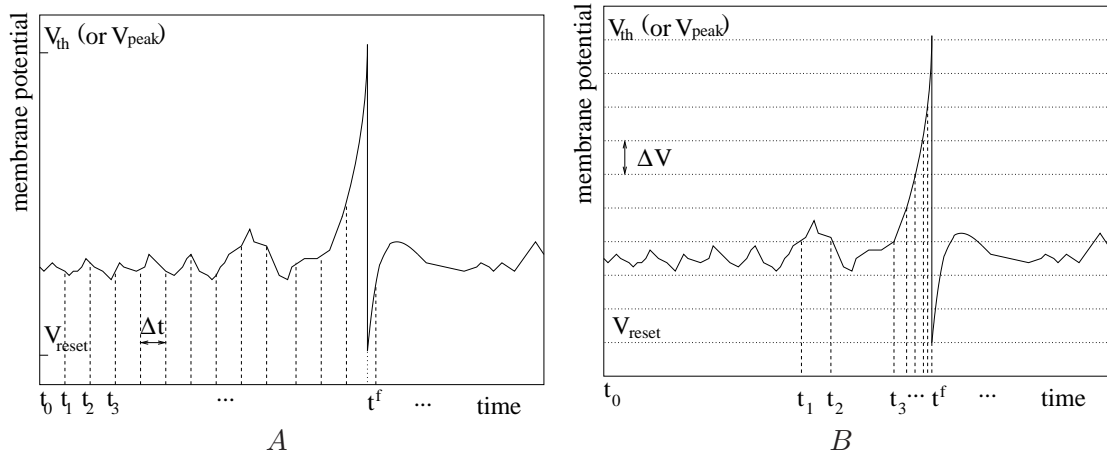 V_th (or V_peak)
membrane potential
V_reset
Δt
t_0 t_1 t_2 t_3 ... t^f ... time
A
V_th (or V_peak)
membrane potential
ΔV
V_reset
t_0 t_1 t_2 t_3 ... t^f ... time
B